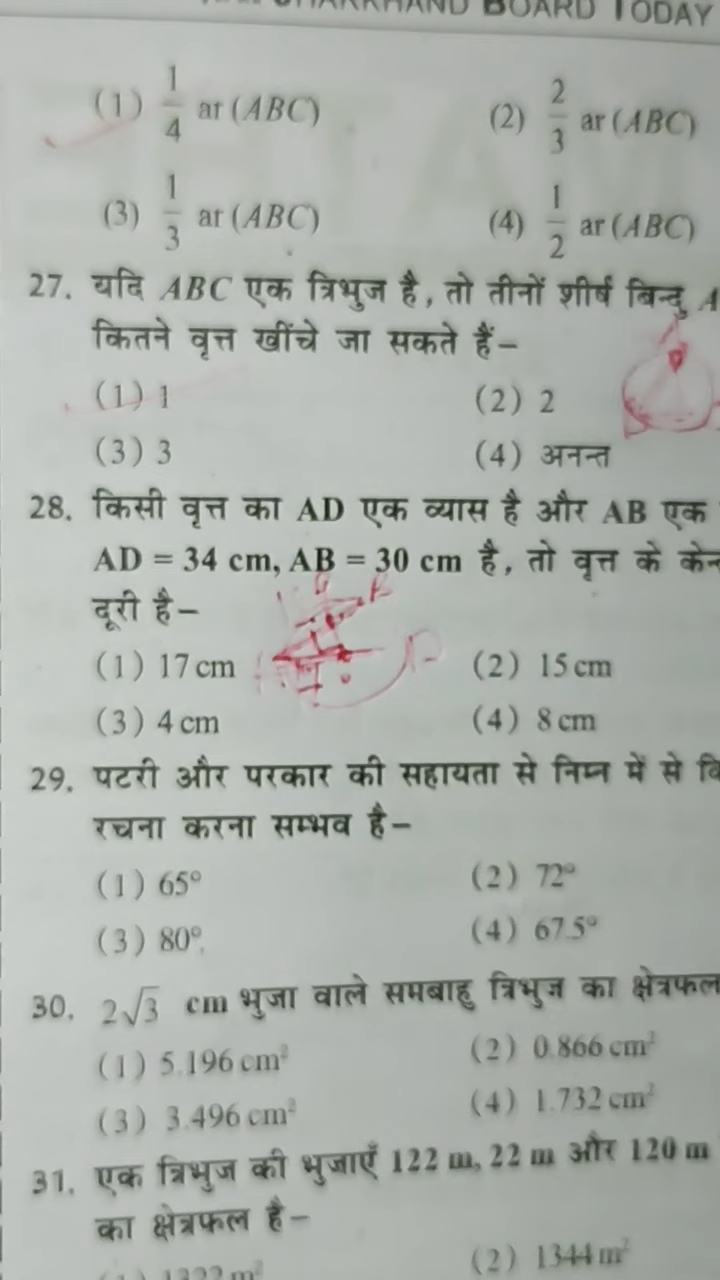 BOARD TODAY
(1) 1/4 ar (ABC) (2) 2/3 ar (ABC)
(3) 1/3 ar (ABC) (4) 1/2 ar (ABC)
27. यदि ABC एक त्रिभुज है, तो तीनों शीर्ष बिन्दु A
कितने वृत्त खींचे जा सकते हैं–
(1) 1 (2) 2
(3) 3 (4) अनन्त
28. किसी वृत्त का AD एक व्यास है और AB एक
AD = 34 cm, AB = 30 cm है, तो वृत्त के केन
दूरी है–
(1) 17 cm (2) 15 cm
(3) 4 cm (4) 8 cm
29. पटरी और परकार की सहायता से निम्न में से कि
रचना करना सम्भव है–
(1) 65° (2) 72°
(3) 80° (4) 67.5°
30. 2√3 cm भुजा वाले समबाहु त्रिभुज का क्षेत्रफल
(1) 5.196 cm² (2) 0.866 cm²
(3) 3.496 cm² (4) 1.732 cm²
31. एक त्रिभुज की भुजाएँ 122 m, 22 m और 120 m
का क्षेत्रफल है–
(2) 1344 m²